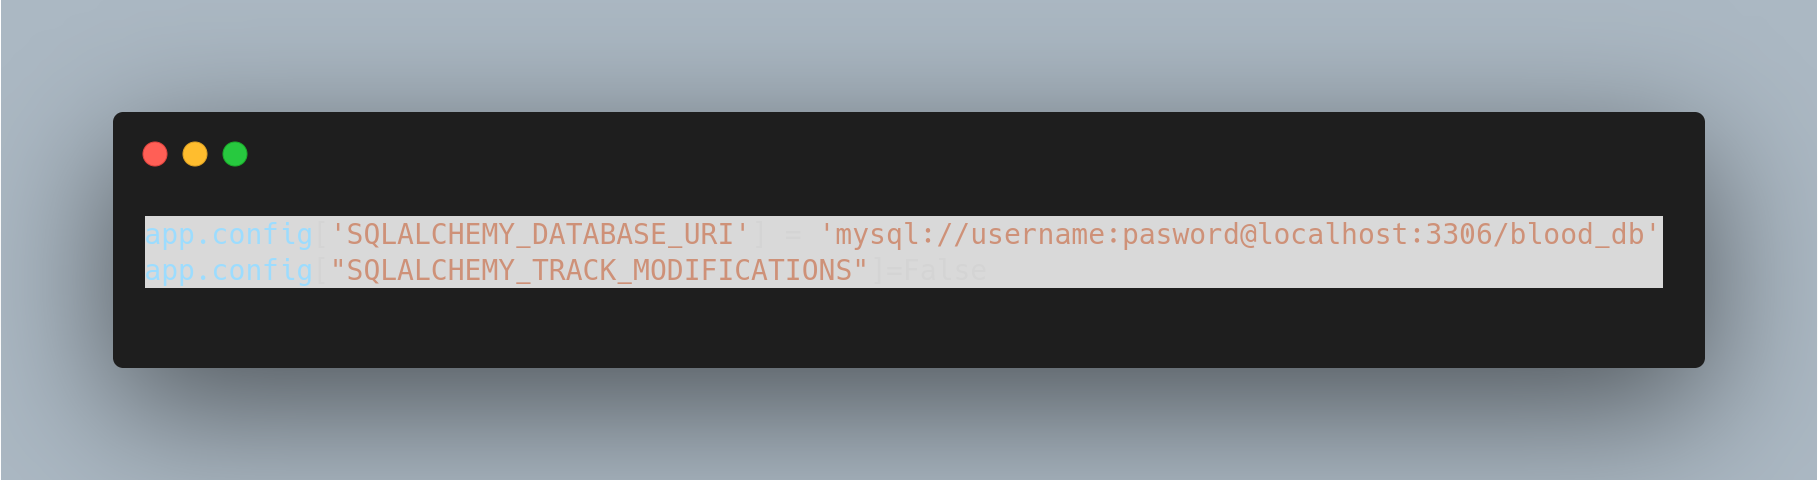 app.config['SQLALCHEMY_DATABASE_URI'] = 'mysql://username:pasword@localhost:3306/blood_db'
app.config["SQLALCHEMY_TRACK_MODIFICATIONS"]=False